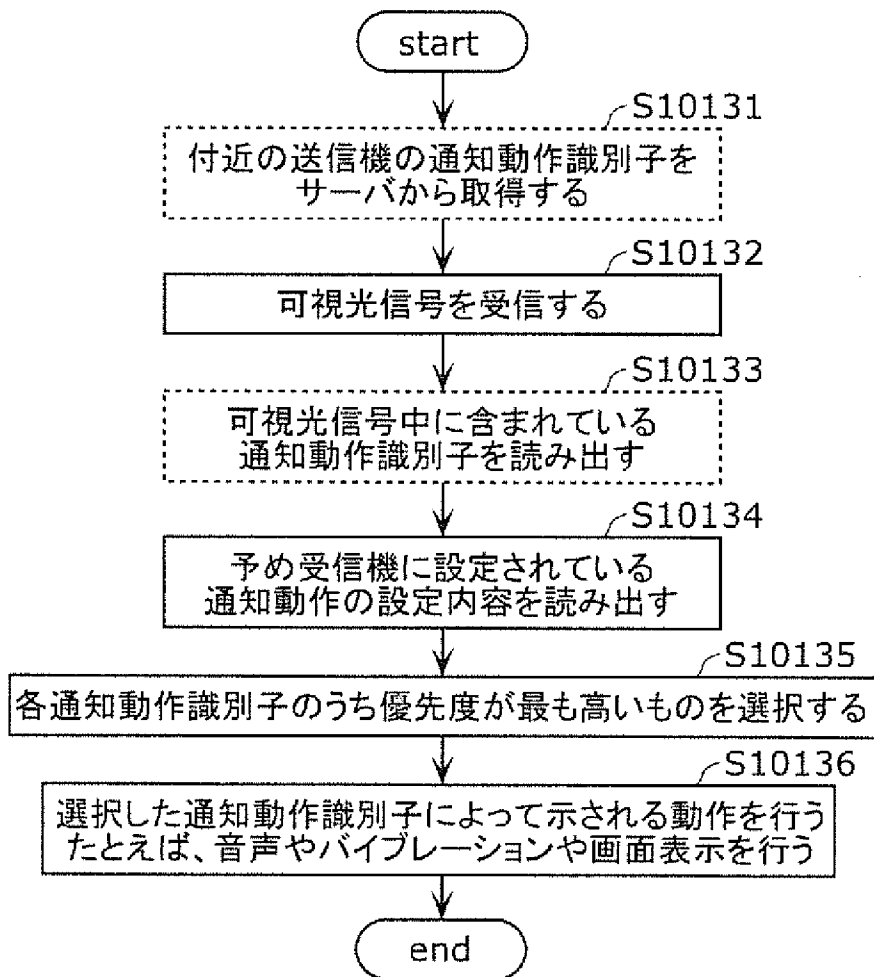 start
S10131
付近の送信機の通知動作識別子を
サーバから取得する
S10132
可視光信号を受信する
S10133
可視光信号中に含まれている
通知動作識別子を読み出す
S10134
予め受信機に設定されている
通知動作の設定内容を読み出す
S10135
各通知動作識別子のうち優先度が最も高いものを選択する
S10136
選択した通知動作識別子によって示される動作を行う
たとえば、音声やバイブレーションや画面表示を行う
end